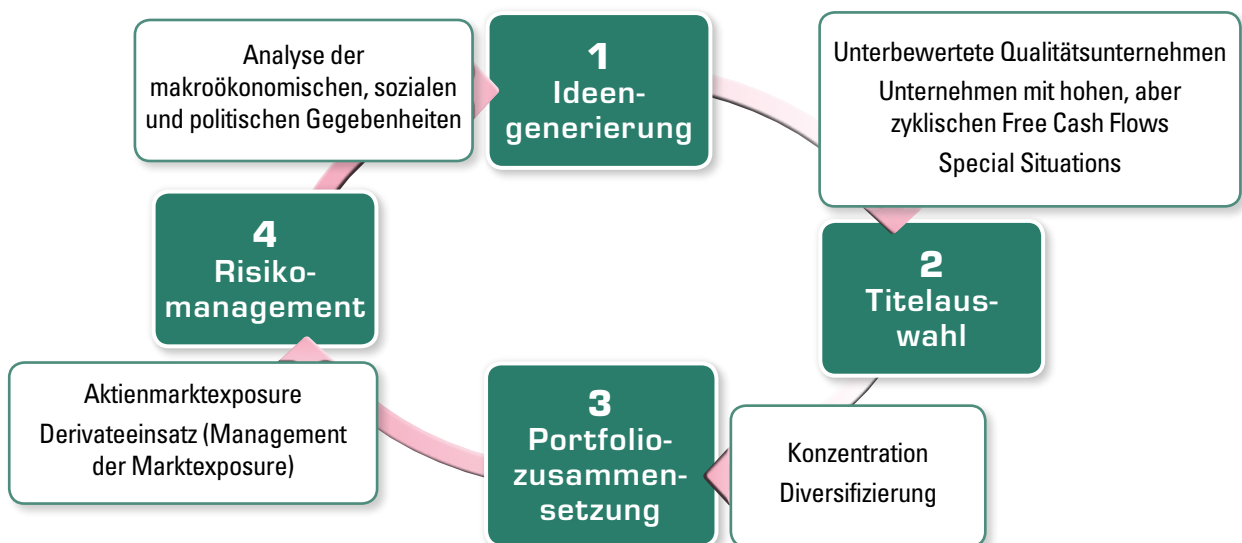 Analyse der
makroökonomischen, sozialen
und politischen Gegebenheiten
1
Ideen-
generierung
Unterbewertete Qualitätsunternehmen
Unternehmen mit hohen, aber
zyklischen Free Cash Flows
Special Situations
2
Titelaus-
wahl
Konzentration
Diversifizierung
3
Portfolio-
zusammen-
setzung
Aktienmarktexposure
Derivateeinsatz (Management
der Marktexposure)
4
Risiko-
management